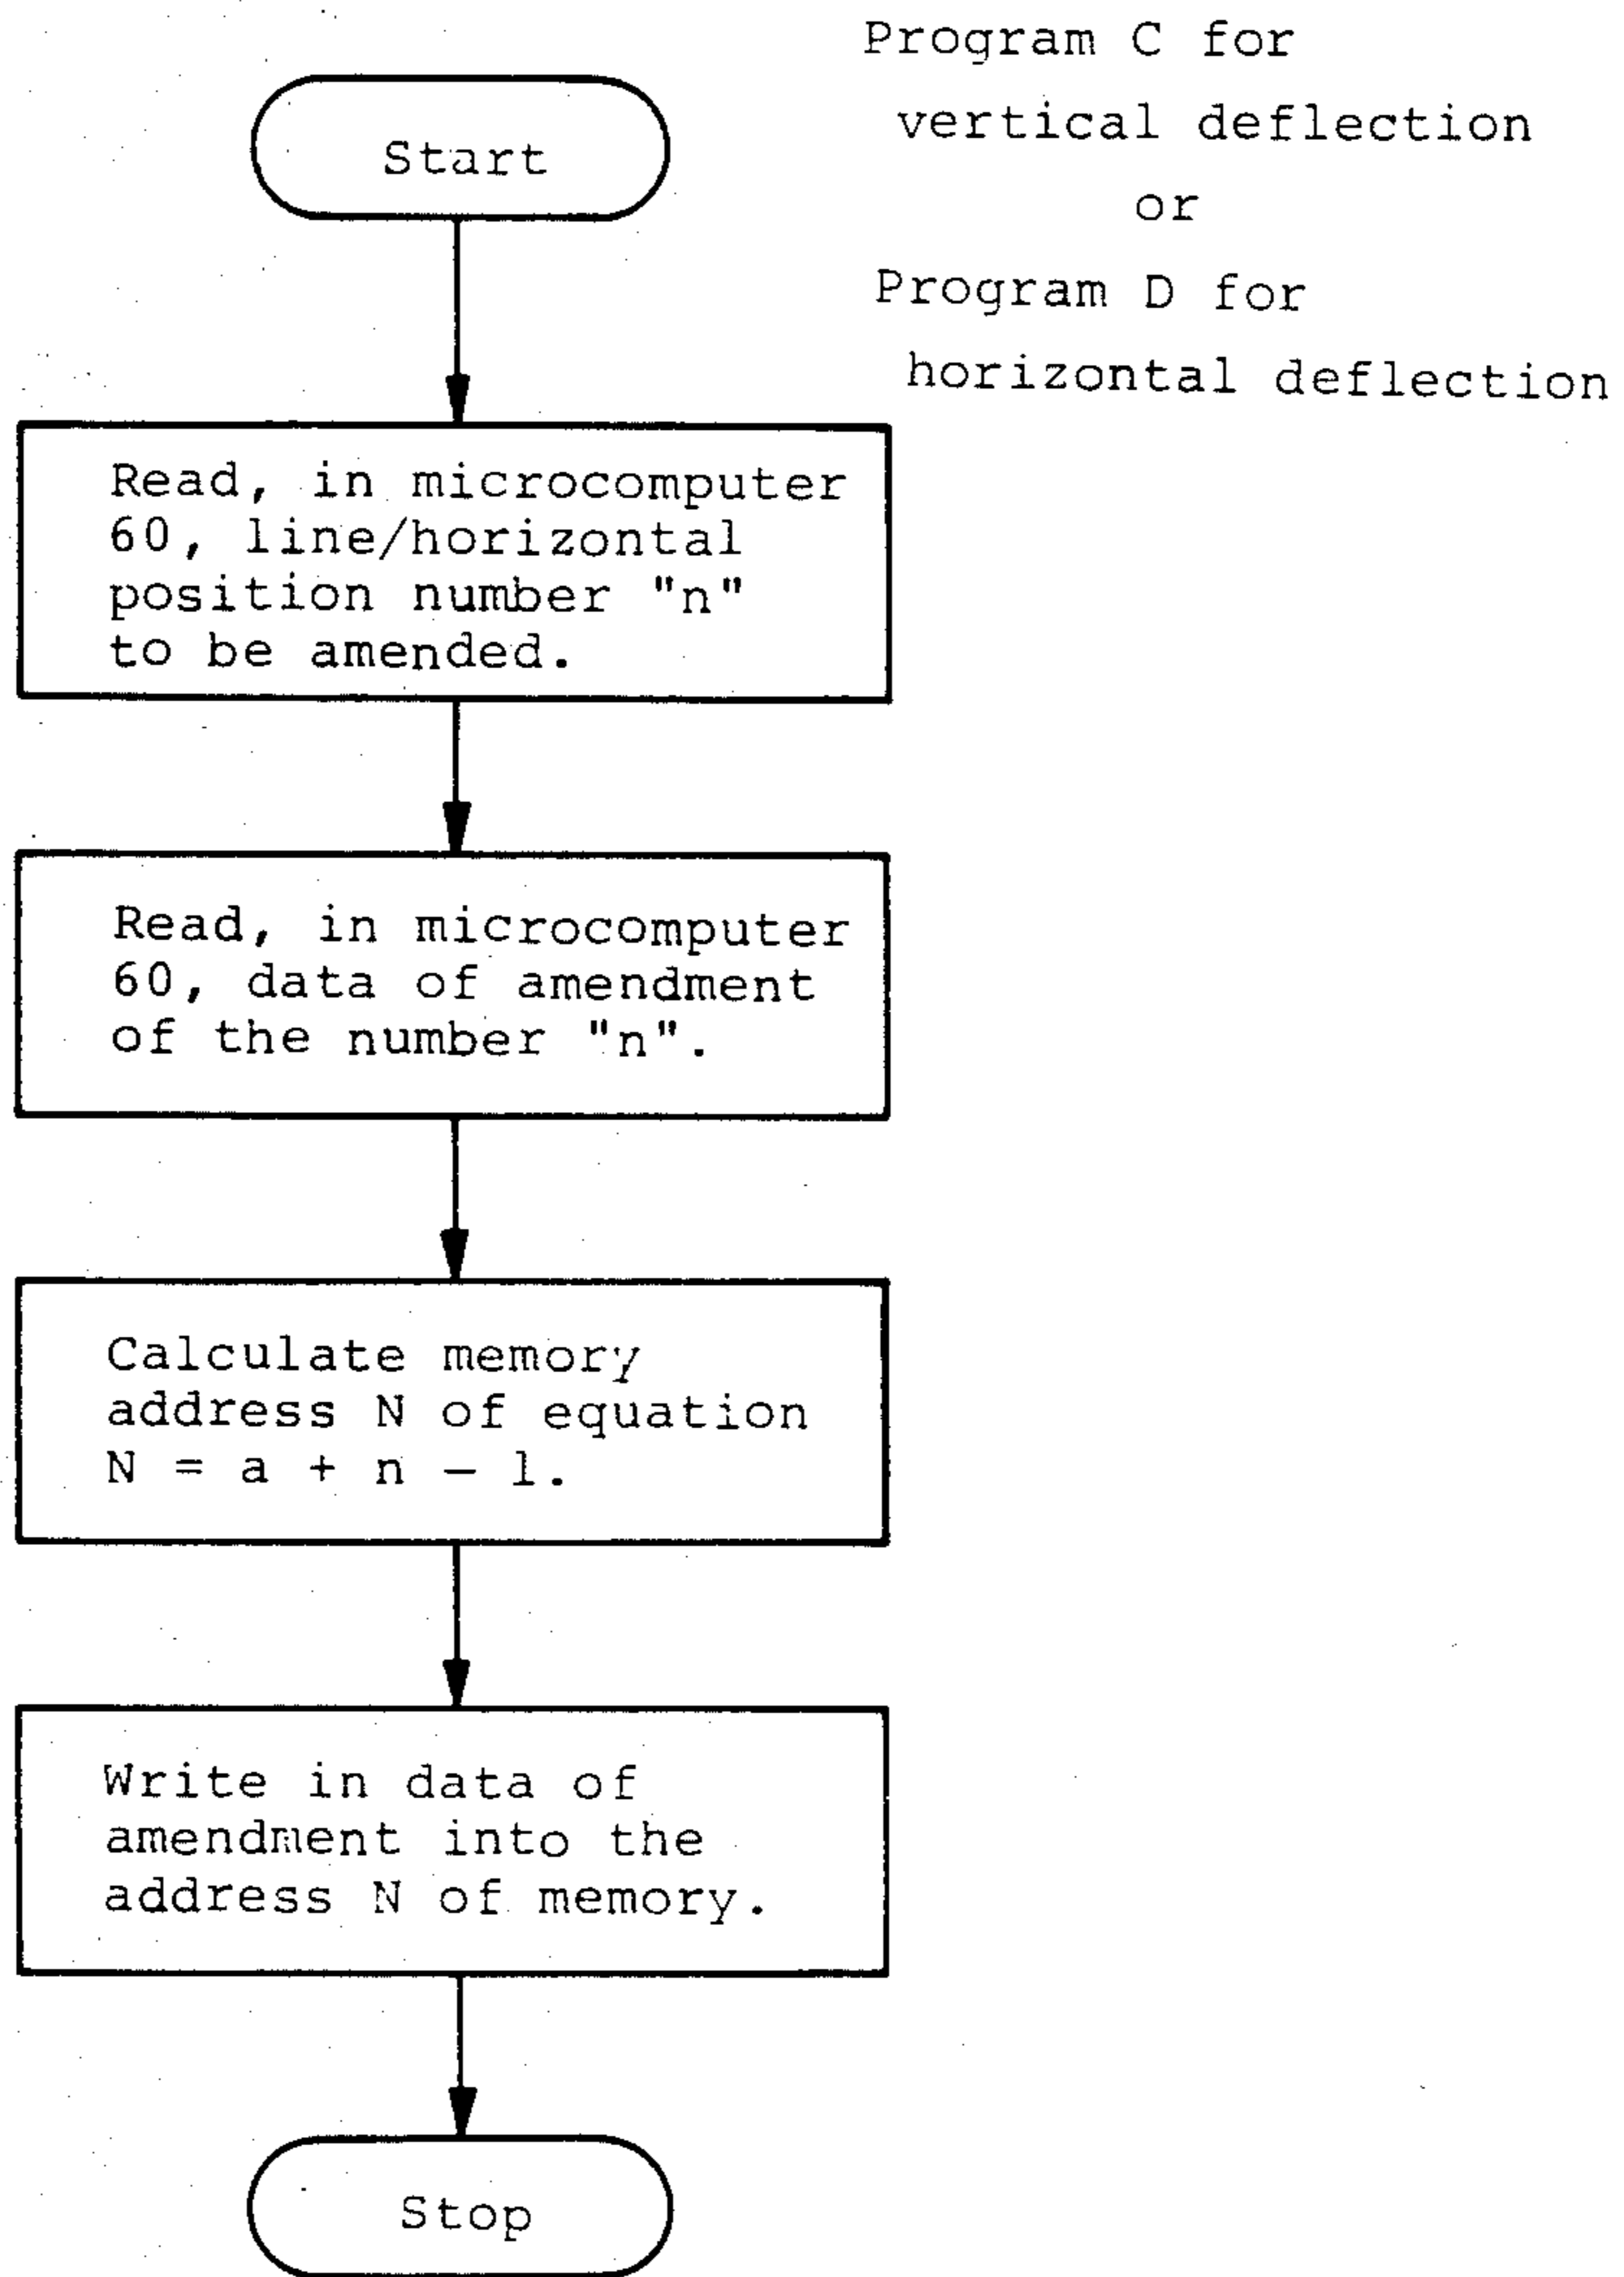 Program C for
vertical deflection
or
Program D for
horizontal deflection
Start
Read, in microcomputer
60, line/horizontal
position number "n"
to be amended.
Read, in microcomputer
60, data of amendment
of the number "n".
Calculate memory
address N of equation
N = a + n − 1.
Write in data of
amendment into the
address N of memory.
Stop